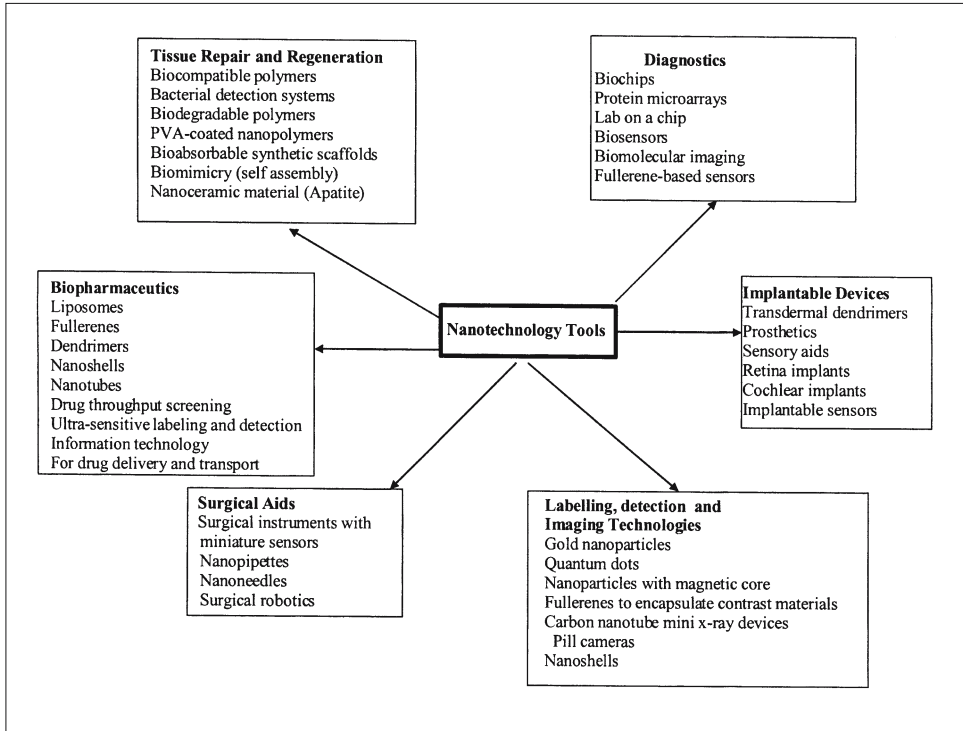 Tissue Repair and Regeneration
Biocompatible polymers
Bacterial detection systems
Biodegradable polymers
PVA-coated nanopolymers
Bioabsorbable synthetic scaffolds
Biomimicry (self assembly)
Nanoceramic material (Apatite)
Diagnostics
Biochips
Protein microarrays
Lab on a chip
Biosensors
Biomolecular imaging
Fullerene-based sensors
Biopharmaceutics
Liposomes
Fullerenes
Dendrimers
Nanoshells
Nanotubes
Drug throughput screening
Ultra-sensitive labeling and detection
Information technology
For drug delivery and transport
Nanotechnology Tools
Implantable Devices
Transdermal dendrimers
Prosthetics
Sensory aids
Retina implants
Cochlear implants
Implantable sensors
Surgical Aids
Surgical instruments with
miniature sensors
Nanopipettes
Nanoneedles
Surgical robotics
Labelling, detection and
Imaging Technologies
Gold nanoparticles
Quantum dots
Nanoparticles with magnetic core
Fullerenes to encapsulate contrast materials
Carbon nanotube mini x-ray devices
Pill cameras
Nanoshells